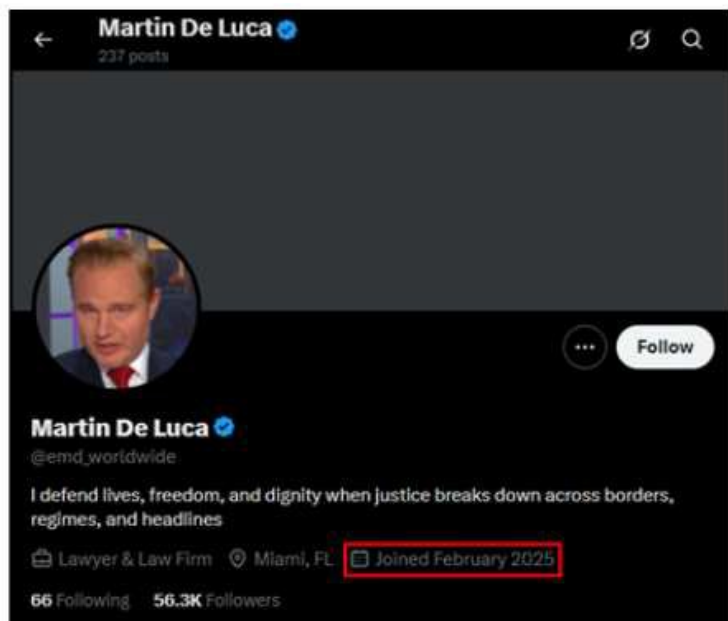 Martin De Luca
237 posts
Follow
Martin De Luca
@emd_worldwide
I defend lives, freedom, and dignity when justice breaks down across borders,
regimes, and headlines
Lawyer & Law Firm Miami, FL Joined February 2025
66 Following 56.3K Followers